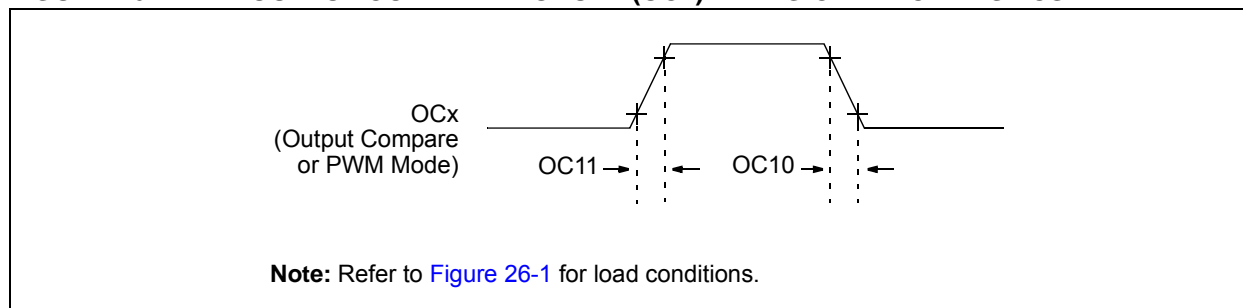 OCx
(Output Compare
or PWM Mode)
OC11
OC10
Note: Refer to Figure 26-1 for load conditions.